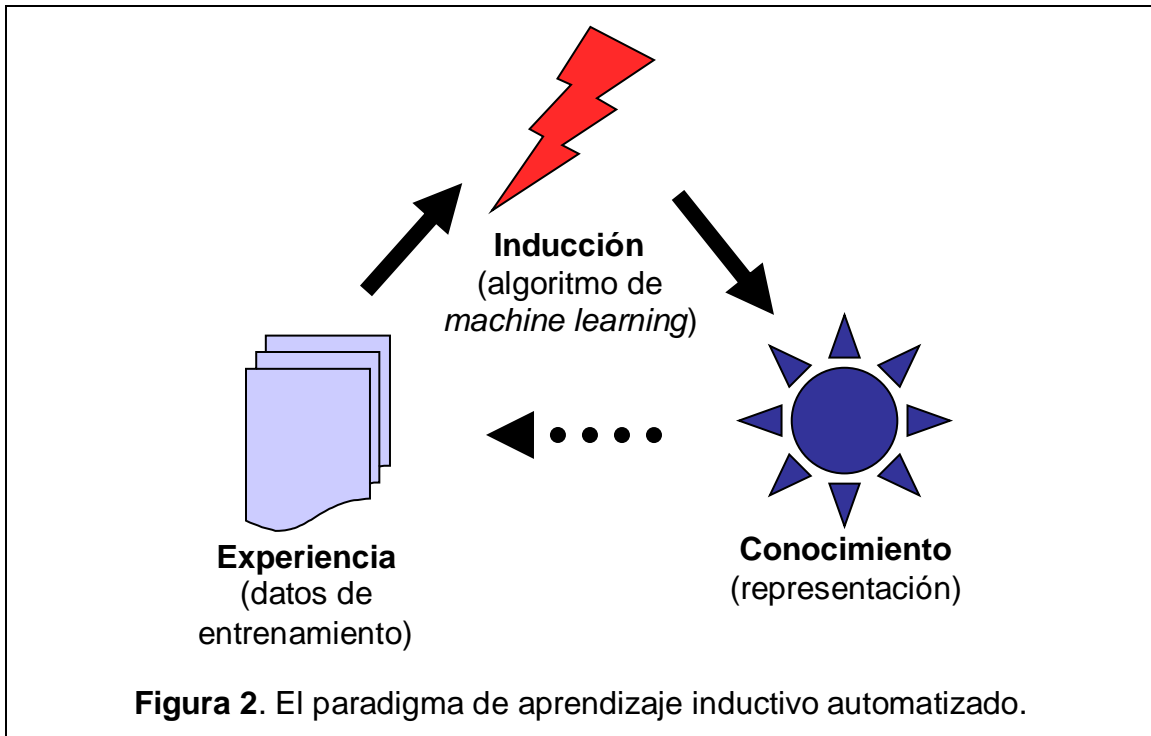 Inducción
(algoritmo de
machine learning)
Experiencia
(datos de
entrenamiento)
Conocimiento
(representación)
Figura 2. El paradigma de aprendizaje inductivo automatizado.